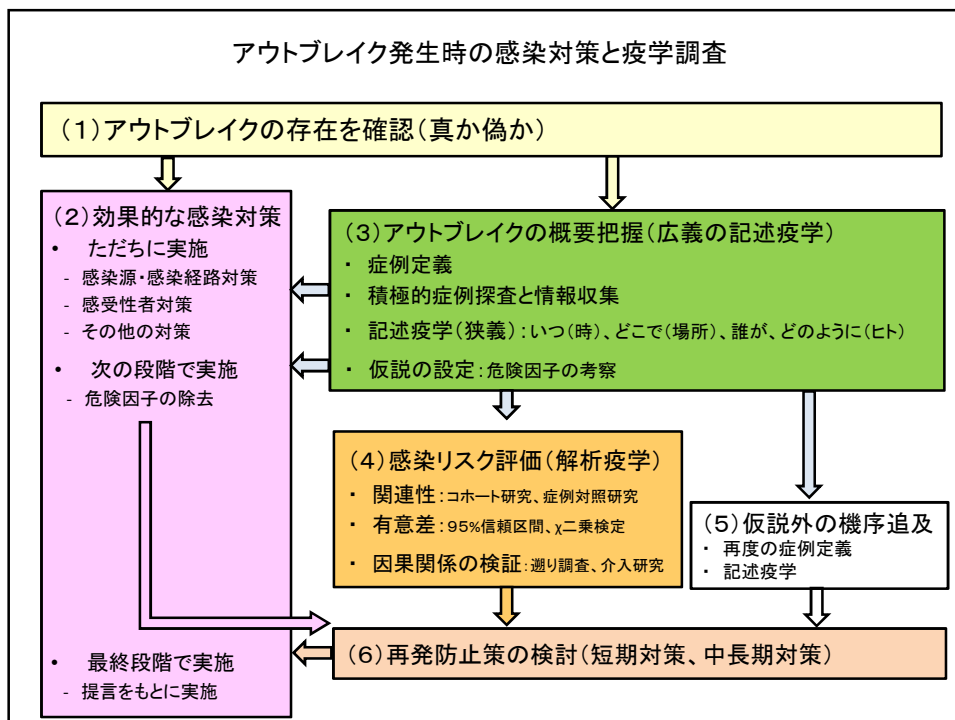 アウトブレイク発生時の感染対策と疫学調査
（１）アウトブレイクの存在を確認（真か偽か）
（２）効果的な感染対策
• ただちに実施
- 感染源・感染経路対策
- 感受性者対策
- その他の対策
• 次の段階で実施
- 危険因子の除去
• 最終段階で実施
- 提言をもとに実施
（３）アウトブレイクの概要把握（広義の記述疫学）
・ 症例定義
・ 積極的症例探査と情報収集
・ 記述疫学（狭義）：いつ（時）、どこで（場所）、誰が、どのように（ヒト）
・ 仮説の設定：危険因子の考察
（４）感染リスク評価（解析疫学）
・ 関連性：コホート研究、症例対照研究
・ 有意差：95%信頼区間、χ二乗検定
・ 因果関係の検証：遡り調査、介入研究
（５）仮説外の機序追及
・ 再度の症例定義
・ 記述疫学
（６）再発防止策の検討（短期対策、中長期対策）